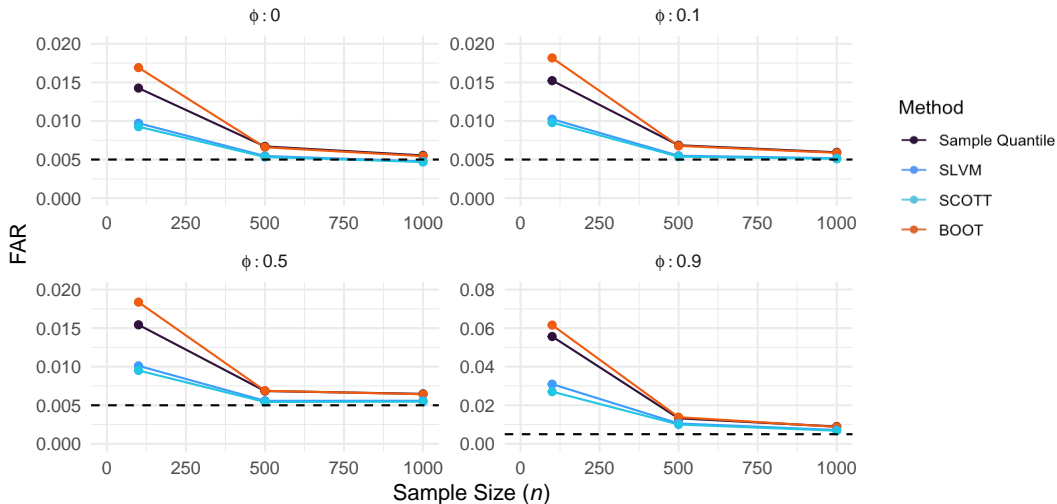 ϕ : 0
ϕ : 0.1
0.020
0.015
0.010
0.005
0.000
0 250 500 750 1000
0.020
0.015
0.010
0.005
0.000
0 250 500 750 1000
ϕ : 0.5
ϕ : 0.9
0.020
0.015
0.010
0.005
0.000
0 250 500 750 1000
0.08
0.06
0.04
0.02
0.00
0 250 500 750 1000
FAR
Sample Size (n)
Method
Sample Quantile
SLVM
SCOTT
BOOT